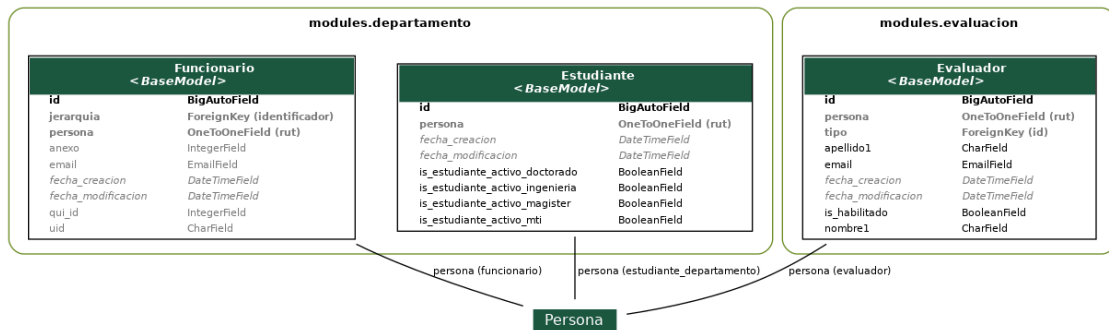 modules.departamento
Funcionario
<BaseModel>
id BigAutoField
jerarquia ForeignKey (identificador)
persona OneToOneField (rut)
anexo IntegerField
email EmailField
fecha_creacion DateTimeField
fecha_modificacion DateTimeField
qui_id IntegerField
uid CharField
Estudiante
<BaseModel>
id BigAutoField
persona OneToOneField (rut)
fecha_creacion DateTimeField
fecha_modificacion DateTimeField
is_estudiante_activo_doctorado BooleanField
is_estudiante_activo_ingenieria BooleanField
is_estudiante_activo_magister BooleanField
is_estudiante_activo_mti BooleanField
modules.evaluacion
Evaluador
<BaseModel>
id BigAutoField
persona OneToOneField (rut)
tipo ForeignKey (id)
apellido1 CharField
email EmailField
fecha_creacion DateTimeField
fecha_modificacion DateTimeField
is_habilitado BooleanField
nombre1 CharField
persona (funcionario)
persona (estudiante_departamento)
persona (evaluador)
Persona